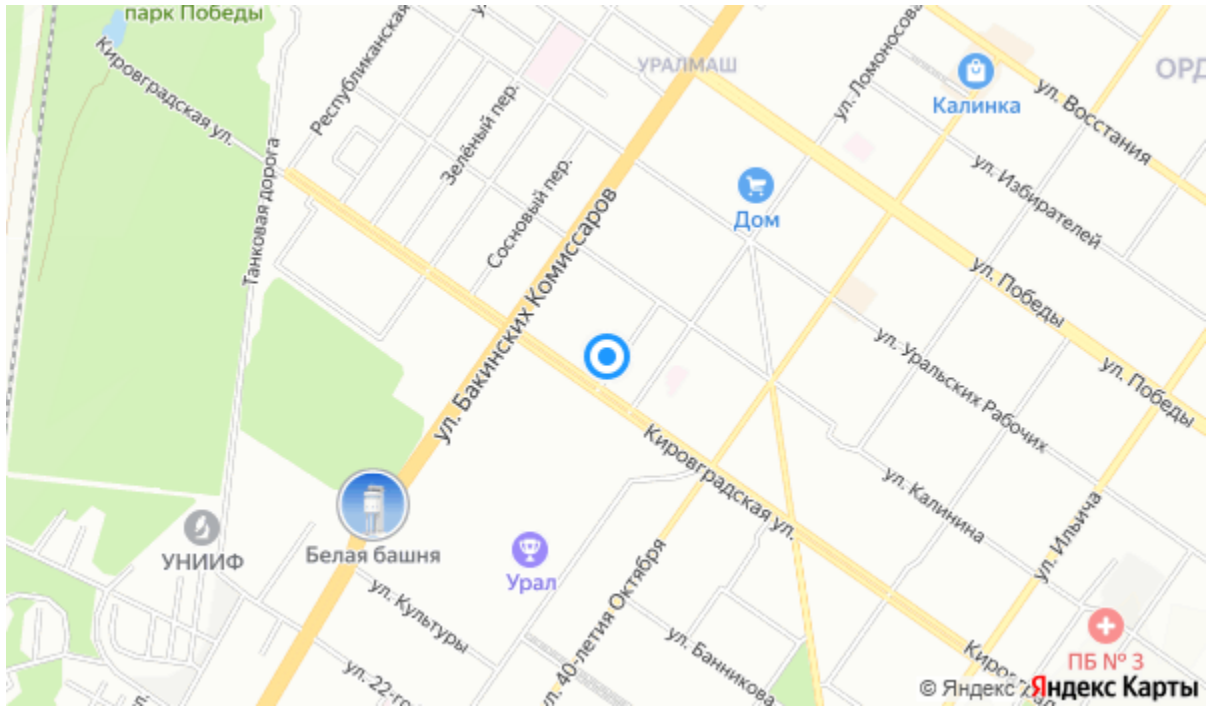 парк Победы
Кировградская ул.
Республиканская
Зелёный пер.
Сосновый пер.
Танковая дорога
ул. Бакинских Комиссаров
УРАЛМАШ
ул. Ломоносова
Калинка
ул. Восстания
ОРД
ул. Избирателей
Дом
ул. Победы
ул. Уральских Рабочих
ул. Победы
Кировградская ул.
ул. Калинина
ул. Ильича
УНИИФ
Белая башня
Урал
ул. Культуры
ул. 22-го
ул. 40-летия Октября
ул. Банникова
ПБ № 3
© Яндекс
Яндекс Карты